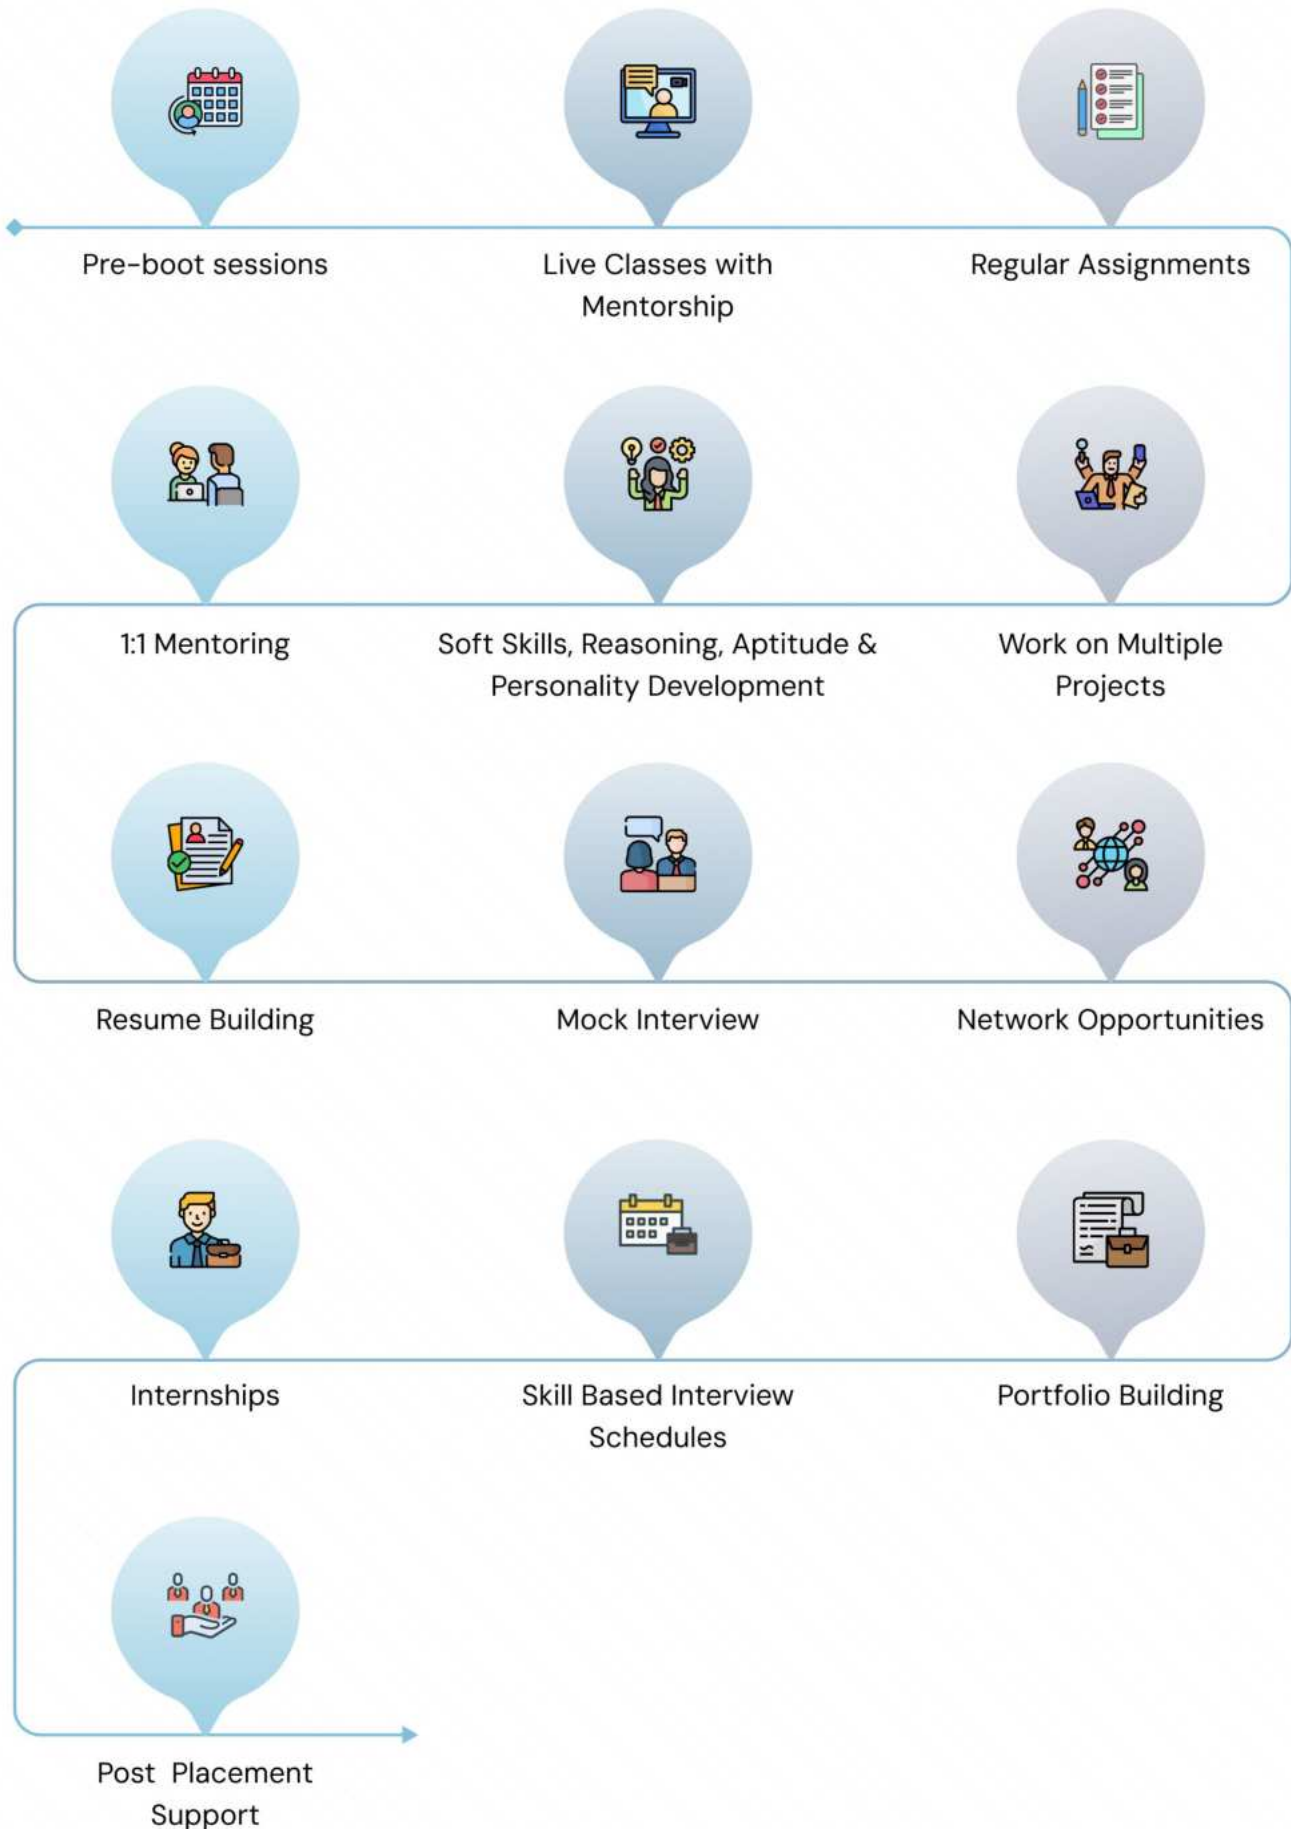 Pre-boot sessions
Live Classes with
Mentorship
Regular Assignments
1:1 Mentoring
Soft Skills, Reasoning, Aptitude &
Personality Development
Work on Multiple
Projects
Resume Building
Mock Interview
Network Opportunities
Internships
Skill Based Interview
Schedules
Portfolio Building
Post Placement
Support